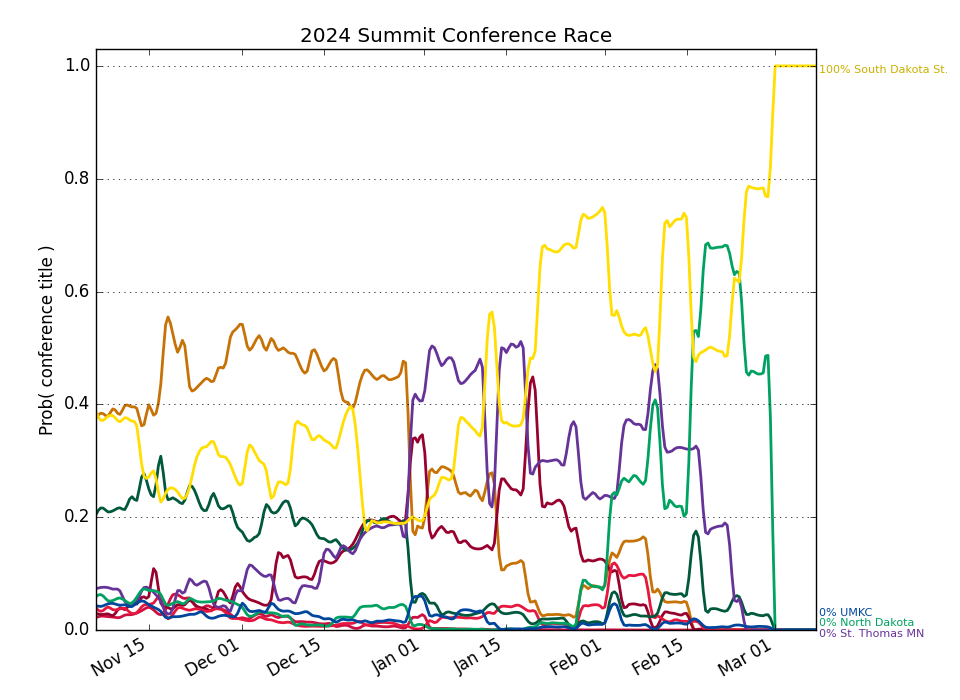 2024 Summit Conference Race
1.0
100% South Dakota St.
0.8
0.6
Prob( conference title )
0.4
0.2
0% UMKC
0% North Dakota
0.0
0% St. Thomas MN
Nov 15
Dec 01
Dec 15
Jan 01
Jan 15
Feb 01
Feb 15
Mar 01